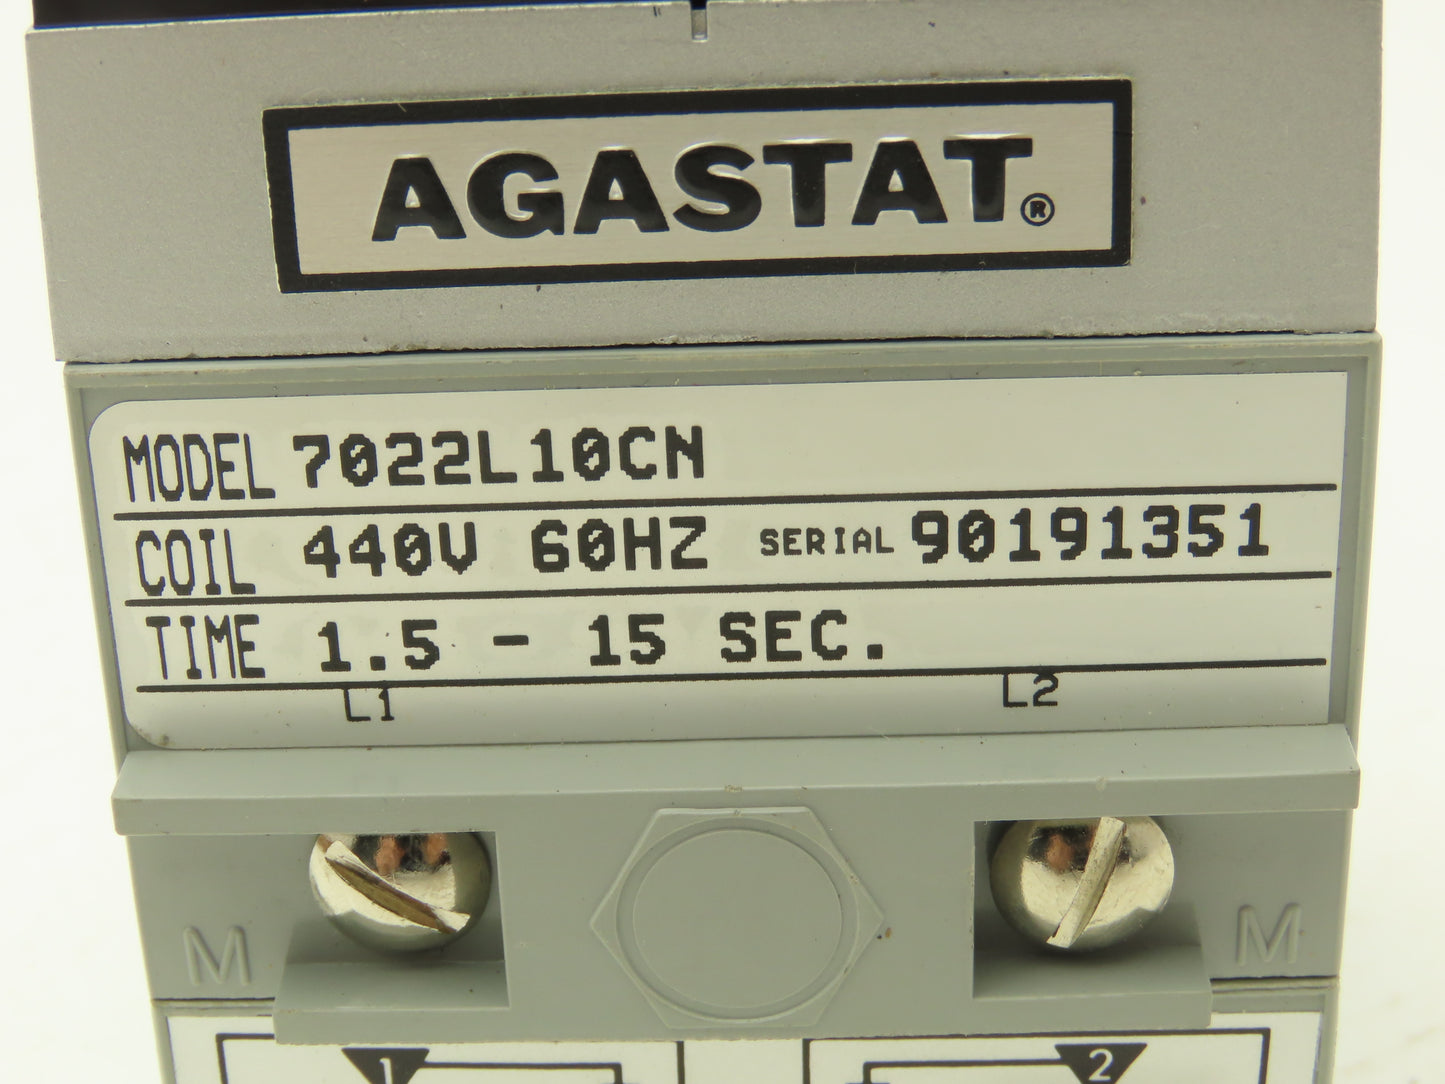 AGASTAT®
MODEL 7022L10CN
COIL 440V 60HZ SERIAL 90191351
TIME 1.5 - 15 SEC.
L1 L2
M M
1 2